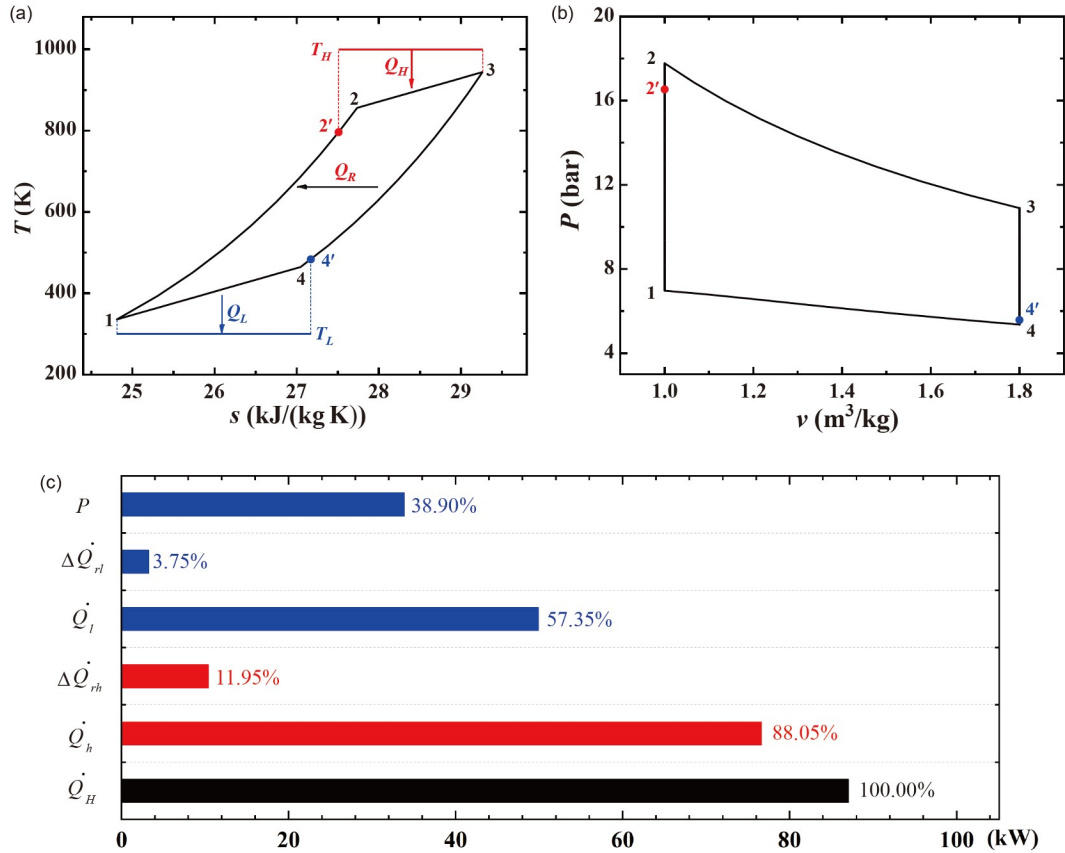 (a)
1000
800
600
400
200
T (K)
25 26 27 28 29
s (kJ/(kg K))
T_H
Q_H
3
2
2′
Q_R
4
4′
1
Q_L
T_L
(b)
20
16
12
8
4
P (bar)
2
2′
3
1
4′
4
1.0 1.2 1.4 1.6 1.8
v (m³/kg)
(c)
P 38.90%
ΔQ̇_rl 3.75%
Q̇_l 57.35%
ΔQ̇_rh 11.95%
Q̇_h 88.05%
Q̇_H 100.00%
0 20 40 60 80 100 (kW)